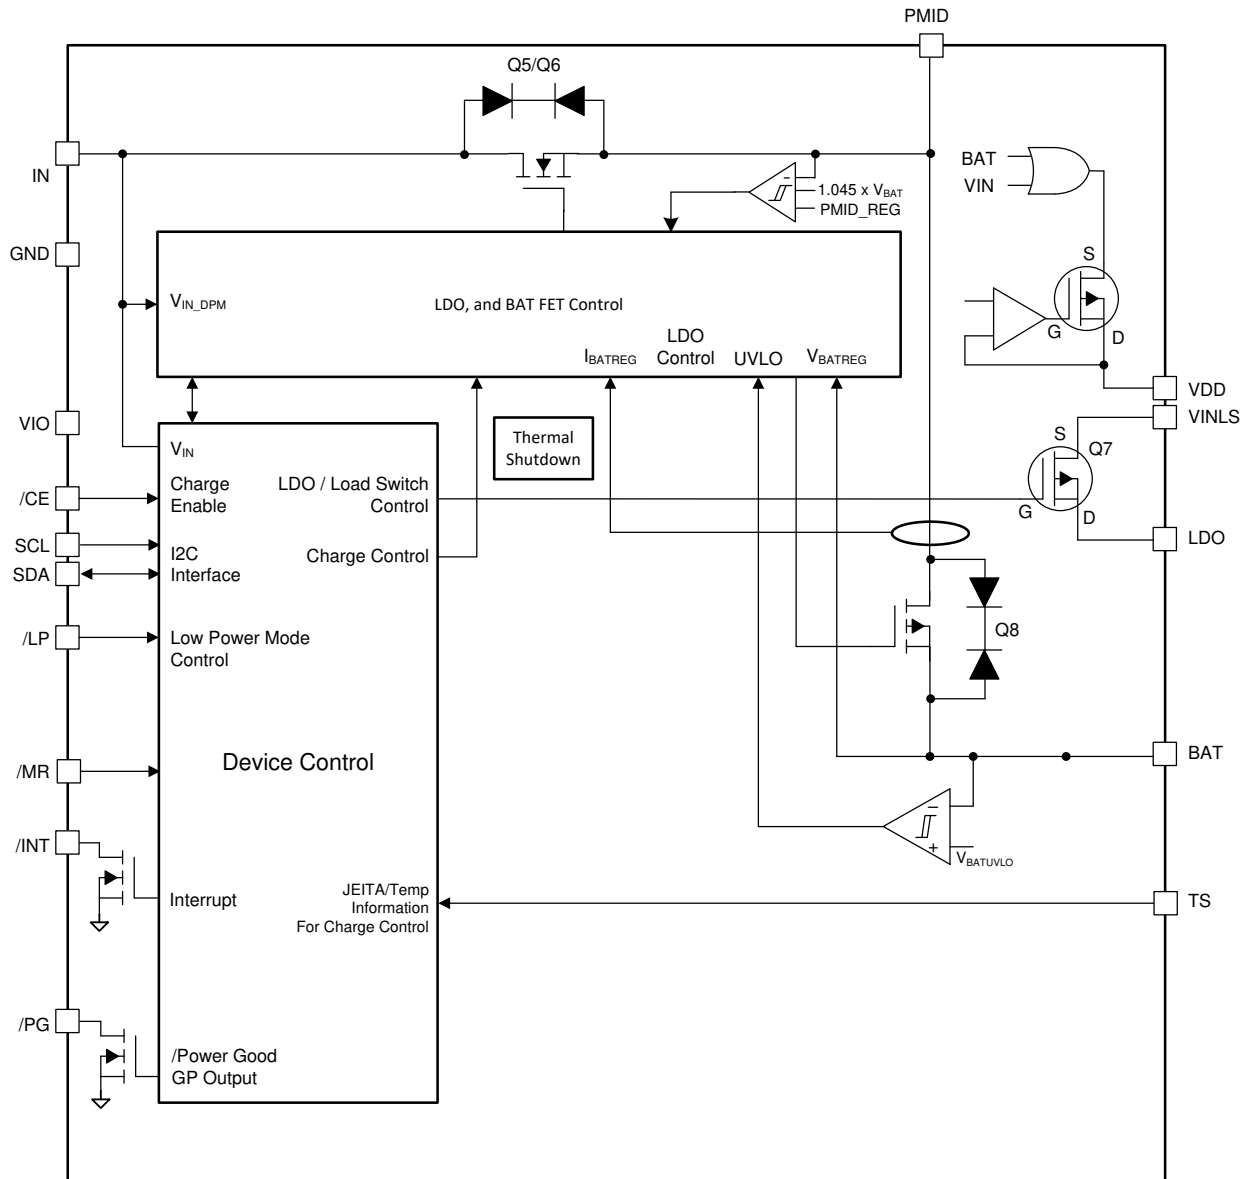 PMID
Q5/Q6
IN
BAT
VIN
-
1.045 x VBAT
PMID_REG
GND
S
VIN_DPM
LDO, and BAT FET Control
G
D
LDO
Control
IBATREG
UVLO
VBATREG
VDD
VINLS
VIO
VIN
Thermal
Shutdown
S
Q7
/CE
Charge
Enable
LDO / Load Switch
Control
G
D
SCL
SDA
I2C
Interface
Charge Control
LDO
/LP
Low Power Mode
Control
Q8
/MR
Device Control
BAT
-
+
VBATUVLO
/INT
Interrupt
JEITA/Temp
Information
For Charge Control
TS
/PG
/Power Good
GP Output